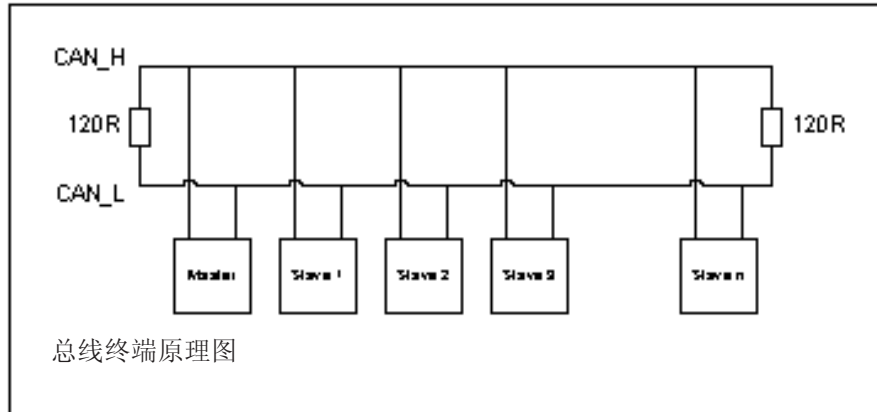 CAN_H
120R
120R
CAN_L
Master
Slave 1
Slave 2
Slave 3
Slave n
总线终端原理图